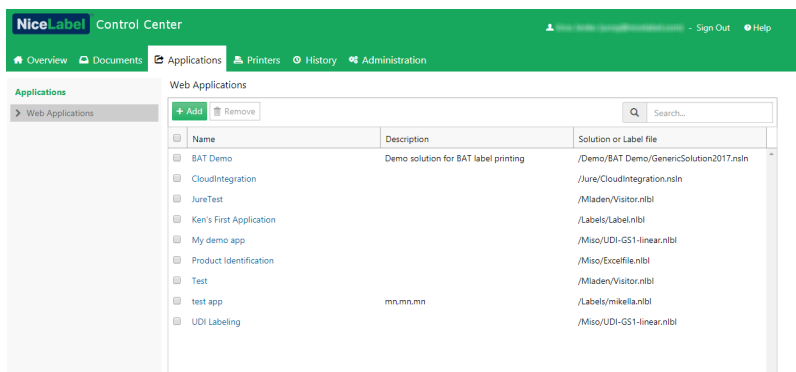 NiceLabel Control Center
- Sign Out Help
Overview Documents Applications Printers History Administration
Applications
Web Applications
Web Applications
+ Add Remove Search...
Name Description Solution or Label file
BAT Demo Demo solution for BAT label printing /Demo/BAT Demo/GenericSolution2017.nsln
CloudIntegration /Jure/CloudIntegration.nsln
JureTest /Mladen/Visitor.nlbl
Ken's First Application /Labels/Label.nlbl
My demo app /Miso/UDI-GS1-linear.nlbl
Product Identification /Miso/Excelfile.nlbl
Test /Mladen/Visitor.nlbl
test app mn,mn,mn /Labels/mikella.nlbl
UDI Labeling /Miso/UDI-GS1-linear.nlbl